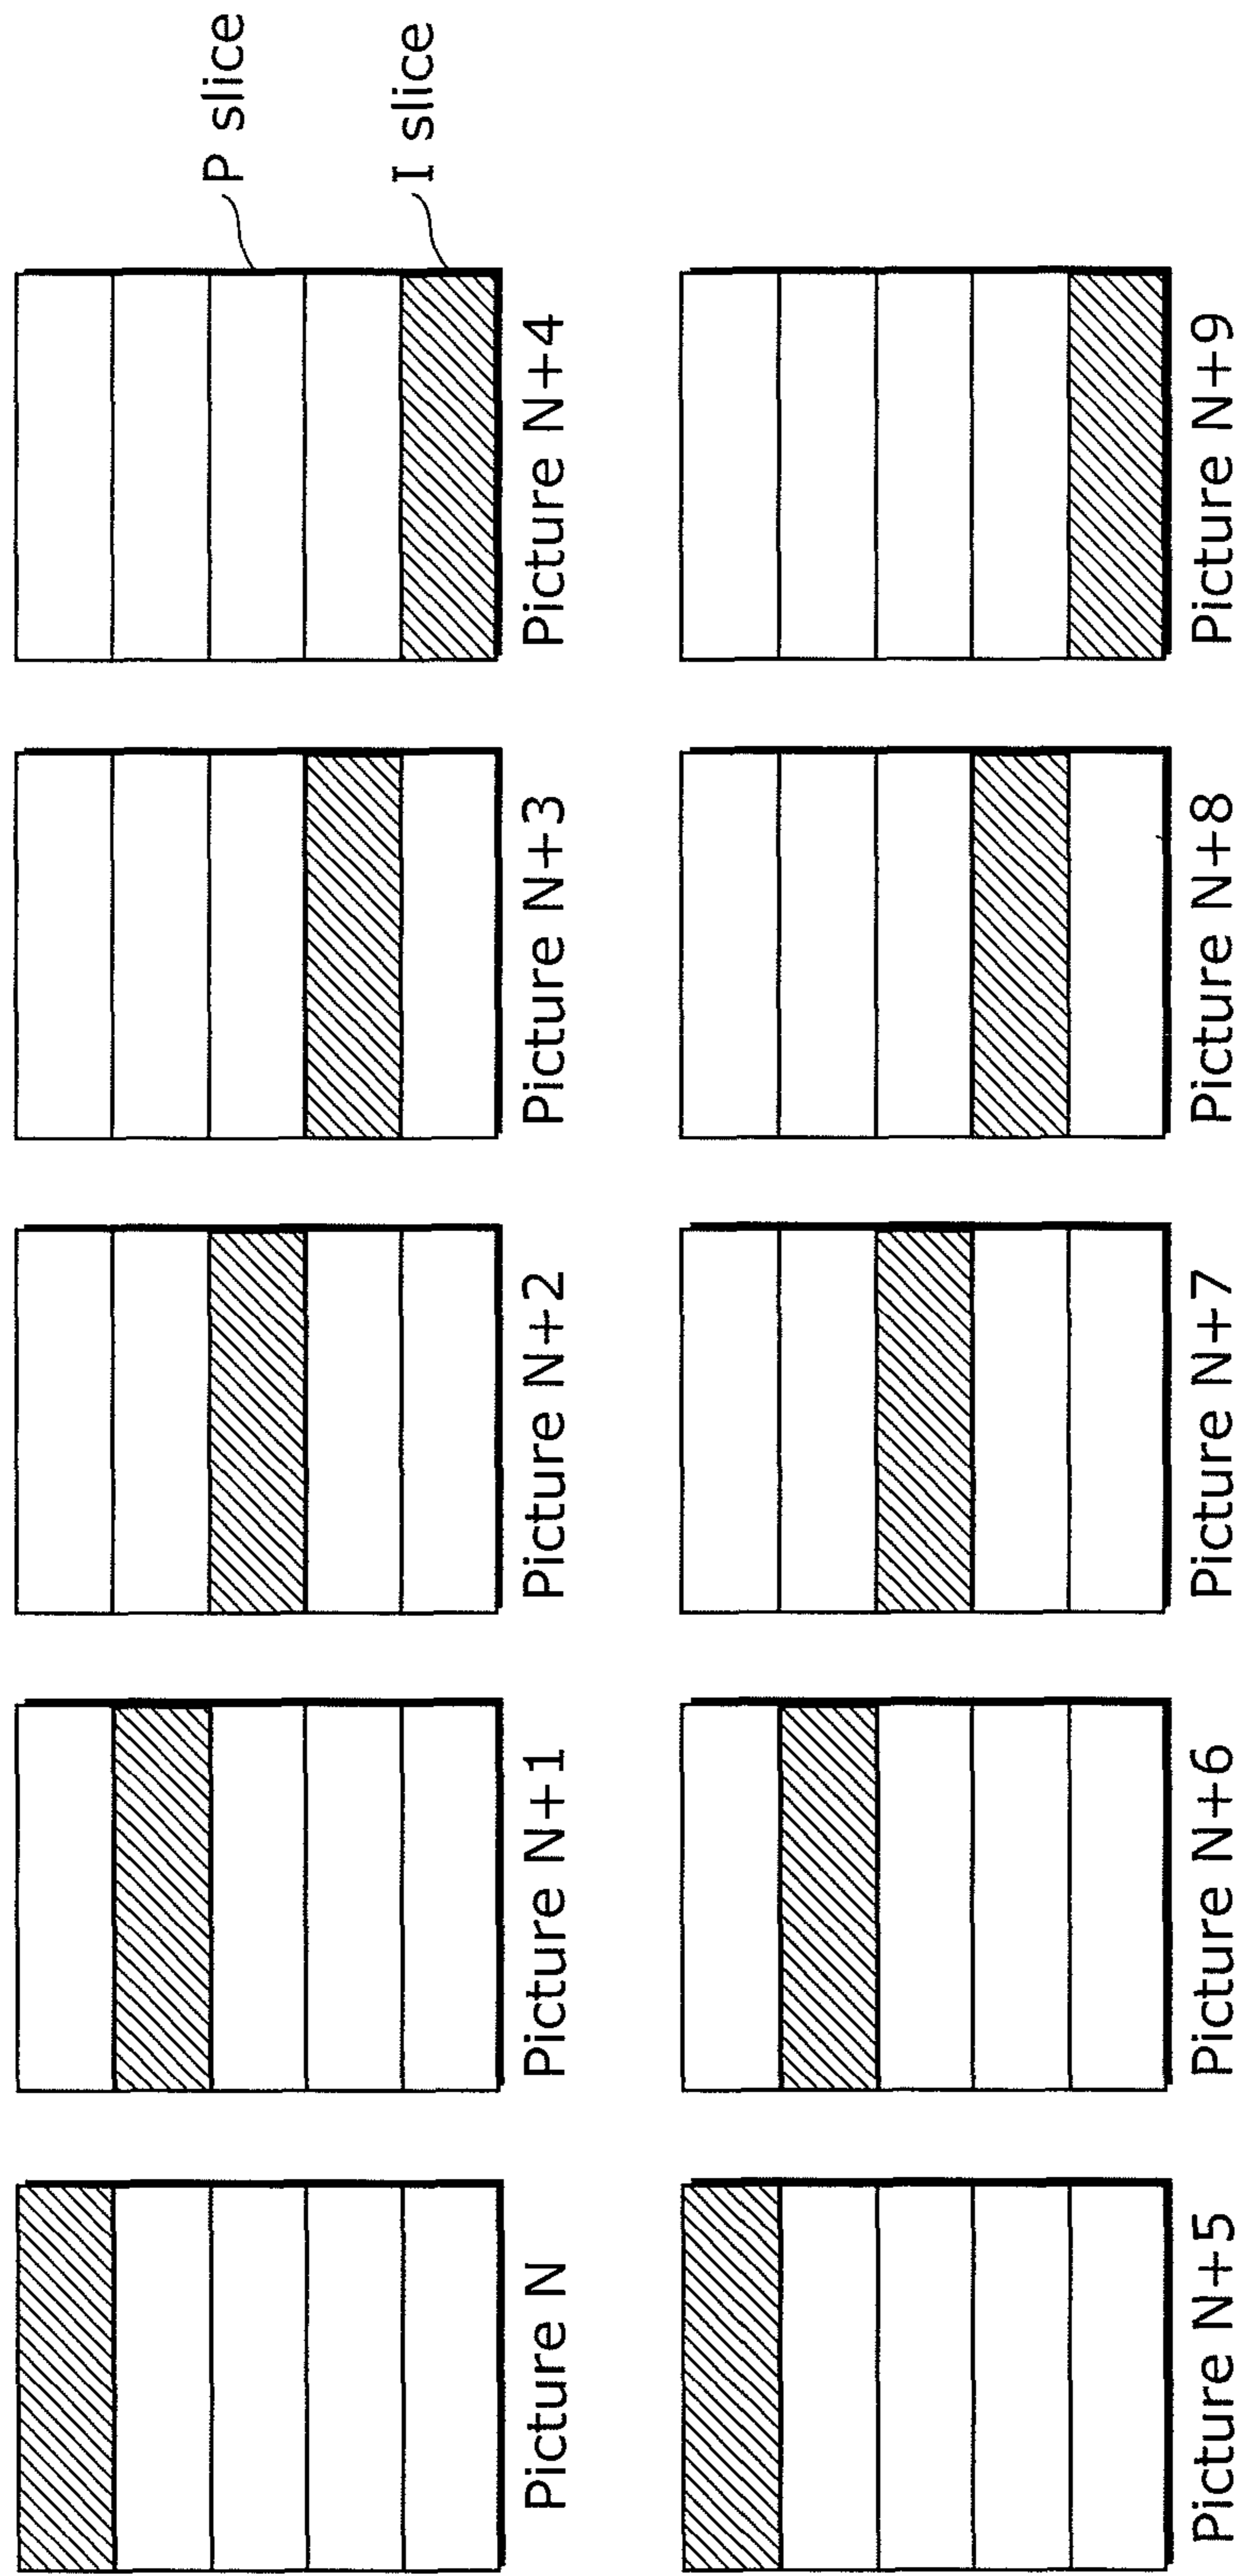 P slice
I slice
Picture N
Picture N+1
Picture N+2
Picture N+3
Picture N+4
Picture N+5
Picture N+6
Picture N+7
Picture N+8
Picture N+9